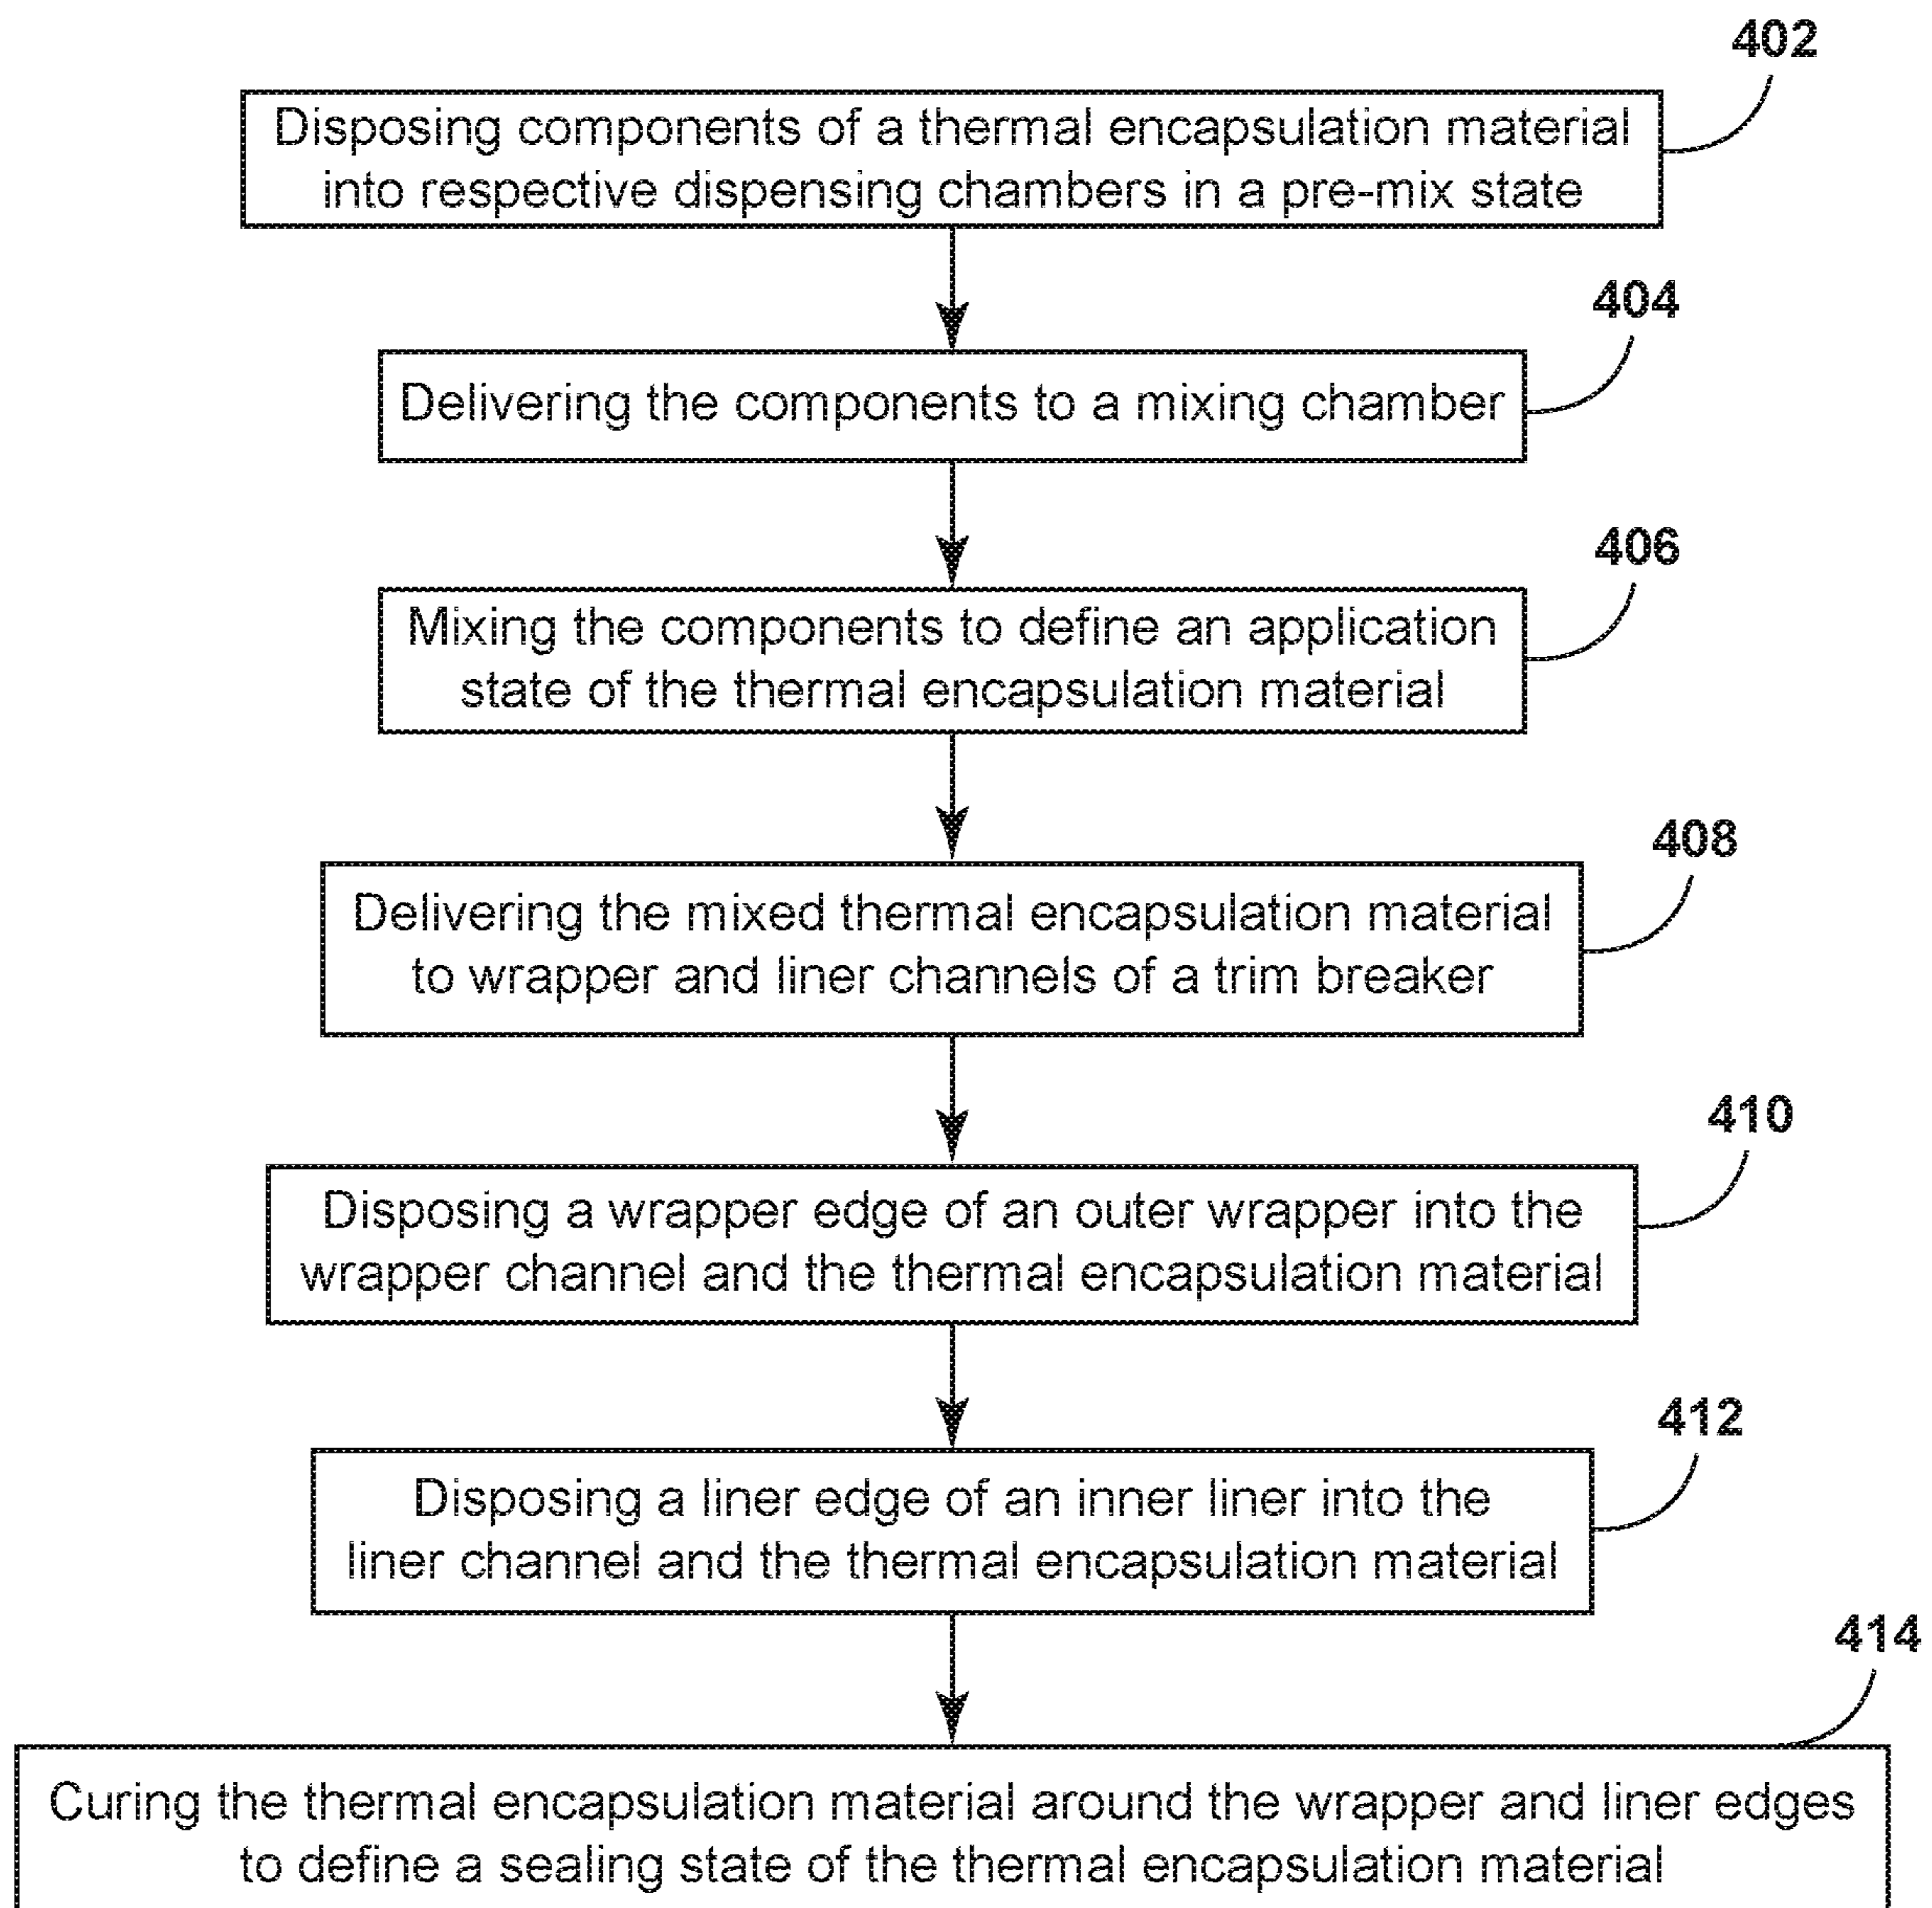 402
Disposing components of a thermal encapsulation material
into respective dispensing chambers in a pre-mix state
404
Delivering the components to a mixing chamber
406
Mixing the components to define an application
state of the thermal encapsulation material
408
Delivering the mixed thermal encapsulation material
to wrapper and liner channels of a trim breaker
410
Disposing a wrapper edge of an outer wrapper into the
wrapper channel and the thermal encapsulation material
412
Disposing a liner edge of an inner liner into the
liner channel and the thermal encapsulation material
414
Curing the thermal encapsulation material around the wrapper and liner edges
to define a sealing state of the thermal encapsulation material